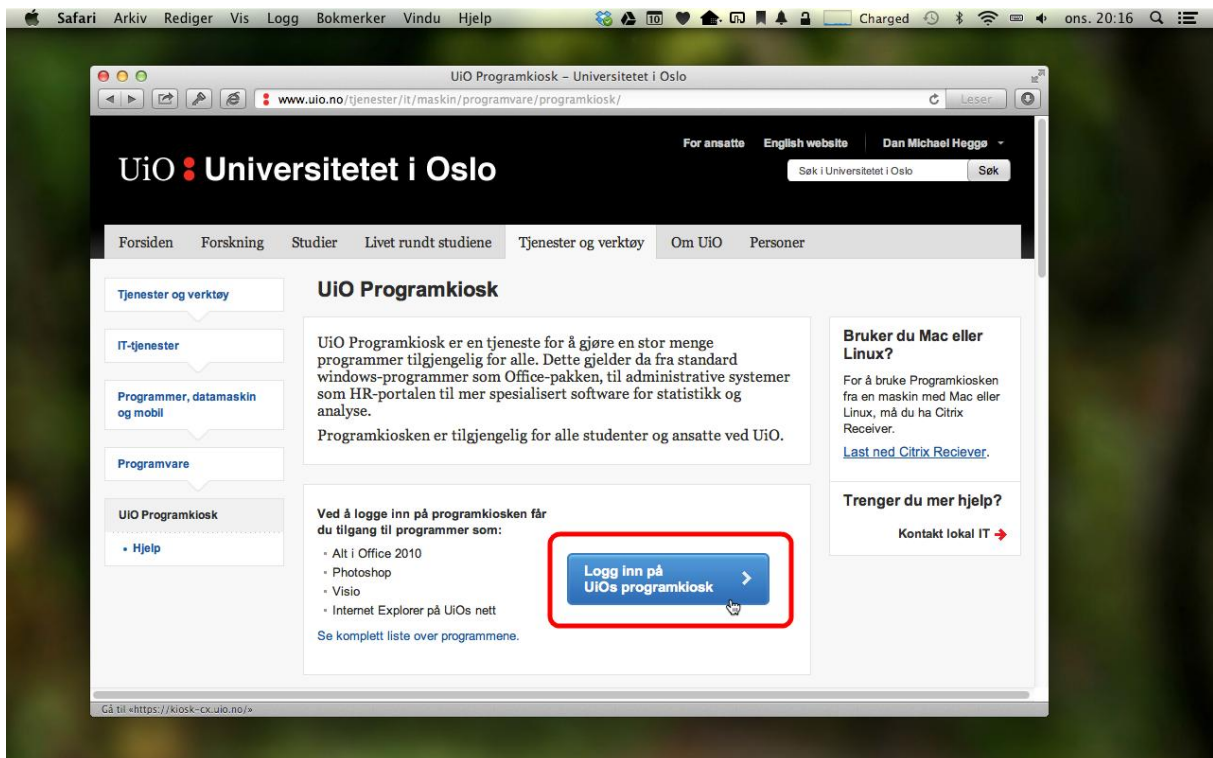 Safari Arkiv Rediger Vis Logg Bokmerker Vindu Hjelp 10 Charged ons. 20:16
UiO Programkiosk – Universitetet i Oslo
www.uio.no/tjenester/it/maskin/programvare/programkiosk/ Leser
For ansatte English website Dan Michael Heggø
UiO Universitetet i Oslo
Søk i Universitetet i Oslo Søk
Forsiden Forskning Studier Livet rundt studiene Tjenester og verktøy Om UiO Personer
Tjenester og verktøy
IT-tjenester
Programmer, datamaskin
og mobil
Programvare
UiO Programkiosk
Hjelp
UiO Programkiosk
UiO Programkiosk er en tjeneste for å gjøre en stor menge
programmer tilgjengelig for alle. Dette gjelder da fra standard
windows-programmer som Office-pakken, til administrative systemer
som HR-portalen til mer spesialisert software for statistikk og
analyse.
Programkiosken er tilgjengelig for alle studenter og ansatte ved UiO.
Ved å logge inn på programkiosken får
du tilgang til programmer som:
Alt i Office 2010
Photoshop
Visio
Internet Explorer på UiOs nett
Se komplett liste over programmene.
Logg inn på
UiOs programkiosk
Bruker du Mac eller
Linux?
For å bruke Programkiosken
fra en maskin med Mac eller
Linux, må du ha Citrix
Receiver.
Last ned Citrix Reciever.
Trenger du mer hjelp?
Kontakt lokal IT
Gå til «https://kiosk-cx.uio.no/»